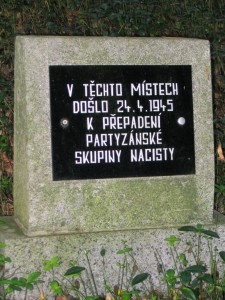 V TĚCHTO MÍSTECH
DOŠLO 24.4.1945
K PŘEPADENÍ
PARTYZÁNSKÉ
SKUPINY NACISTY